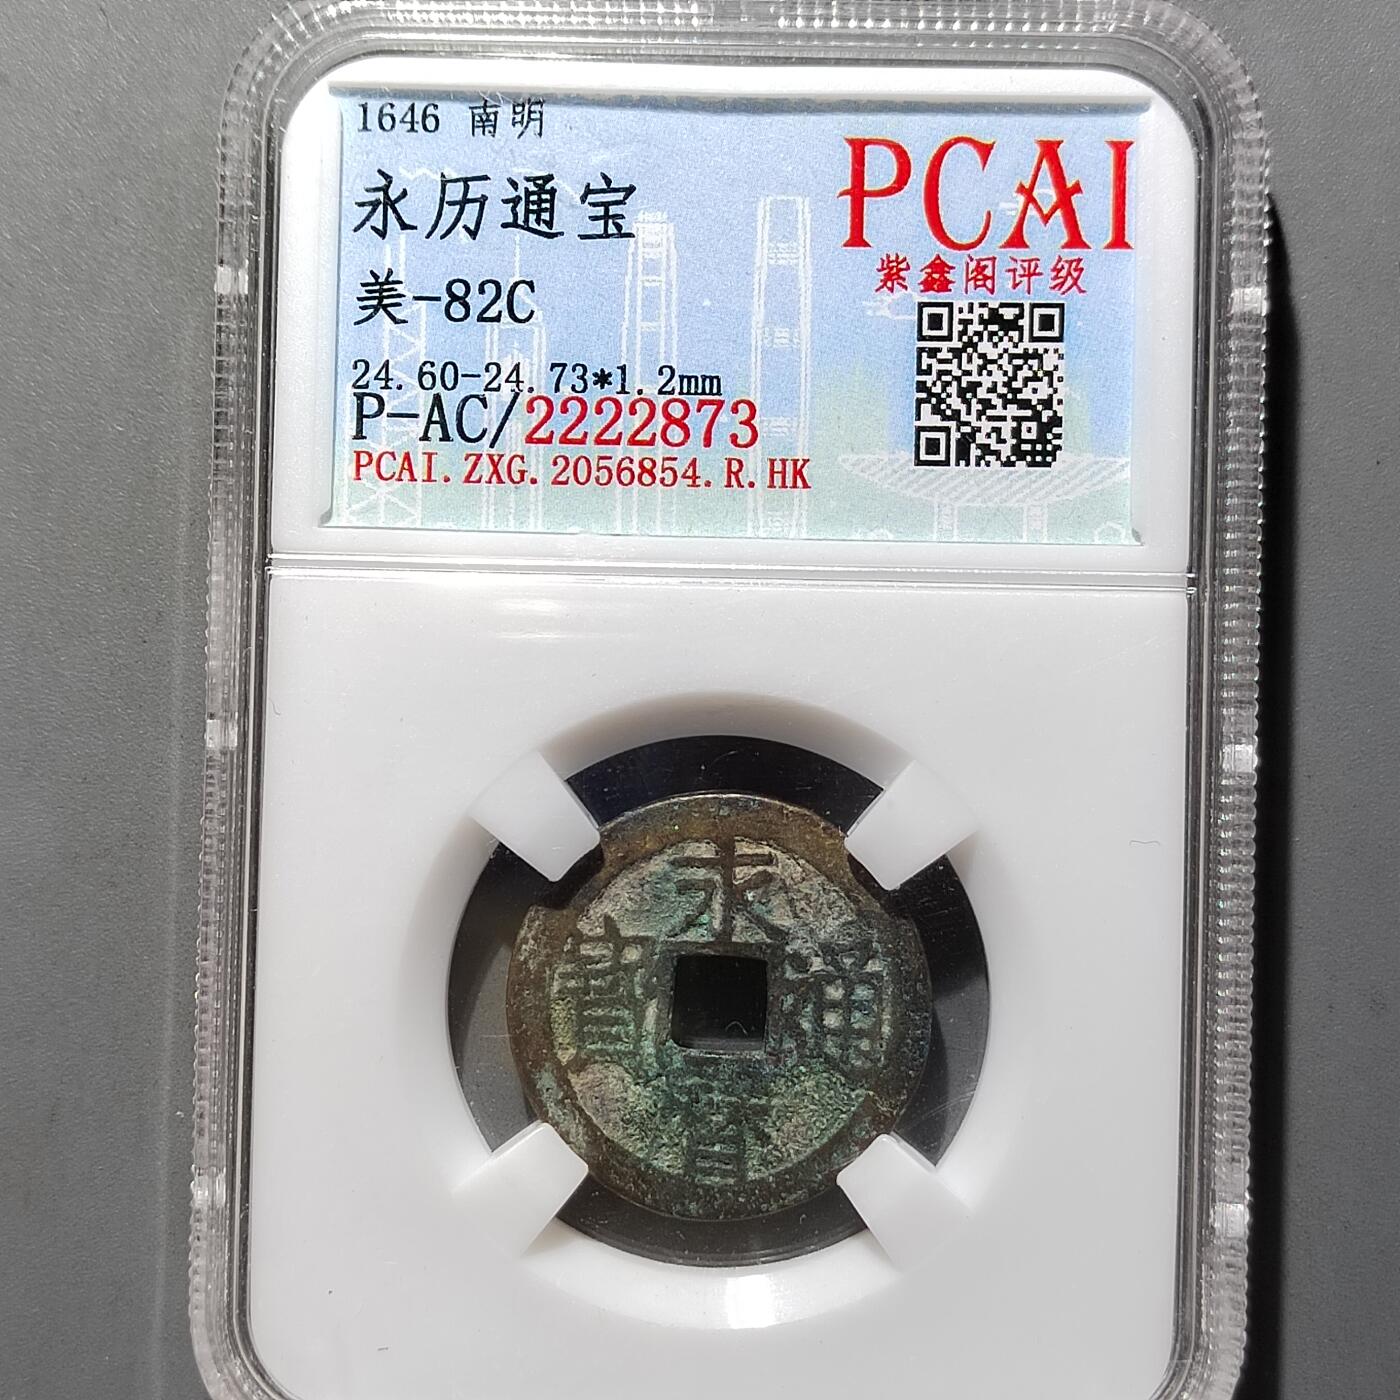 1646 南明
永历通宝
美-82C
24.60-24.73*1.2mm
P-AC/2222873
PCAI.ZXG.2056854.R.HK
PCAI
紫鑫阁评级
永
通
寶